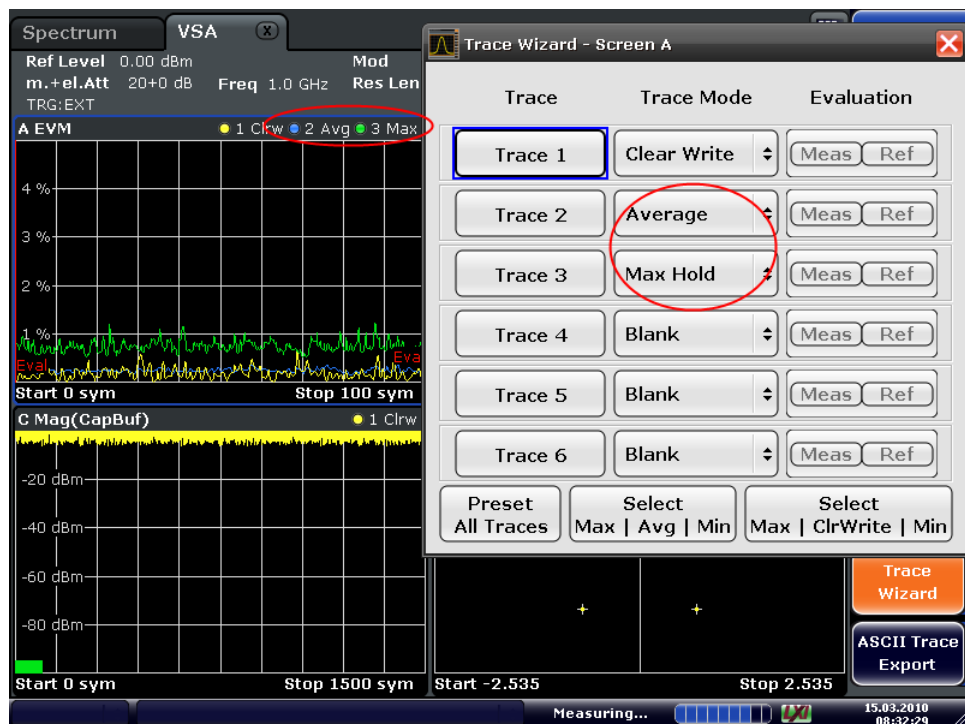 Spectrum VSA X
Ref Level 0.00 dBm Mod
m.+el.Att 20+0 dB Freq 1.0 GHz Res Len
TRG:EXT
A EVM 1 Clrw 2 Avg 3 Max
4 %
3 %
2 %
1 %
Eval
Eva
Start 0 sym Stop 100 sym
C Mag(CapBuf) 1 Clrw
-20 dBm
-40 dBm
-60 dBm
-80 dBm
Start 0 sym Stop 1500 sym
Trace Wizard - Screen A
Trace Trace Mode Evaluation
Trace 1 Clear Write Meas Ref
Trace 2 Average Meas Ref
Trace 3 Max Hold Meas Ref
Trace 4 Blank Meas Ref
Trace 5 Blank Meas Ref
Trace 6 Blank Meas Ref
Preset
All Traces
Select
Max | Avg | Min
Select
Max | ClrWrite | Min
Start -2.535 Stop 2.535
Trace
Wizard
ASCII Trace
Export
Measuring... LXI 15.03.2010
08:32:29